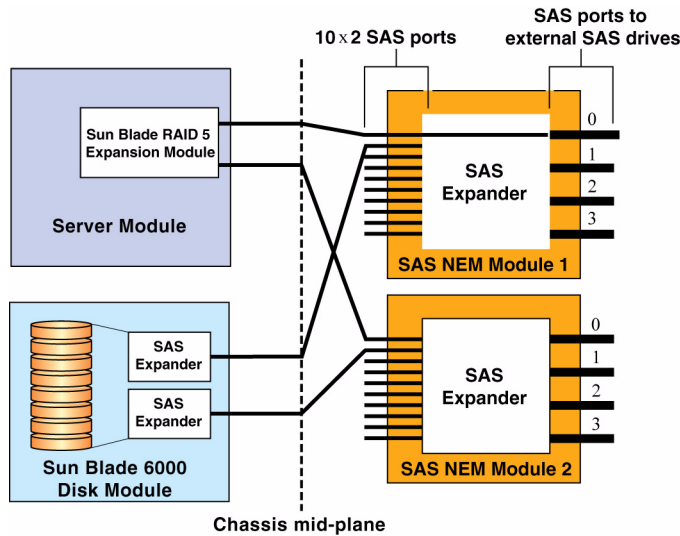 10 x 2 SAS ports
SAS ports to
external SAS drives
Sun Blade RAID 5
Expansion Module
Server Module
SAS
Expander
0
1
2
3
SAS NEM Module 1
SAS
Expander
SAS
Expander
Sun Blade 6000
Disk Module
SAS
Expander
0
1
2
3
SAS NEM Module 2
Chassis mid-plane